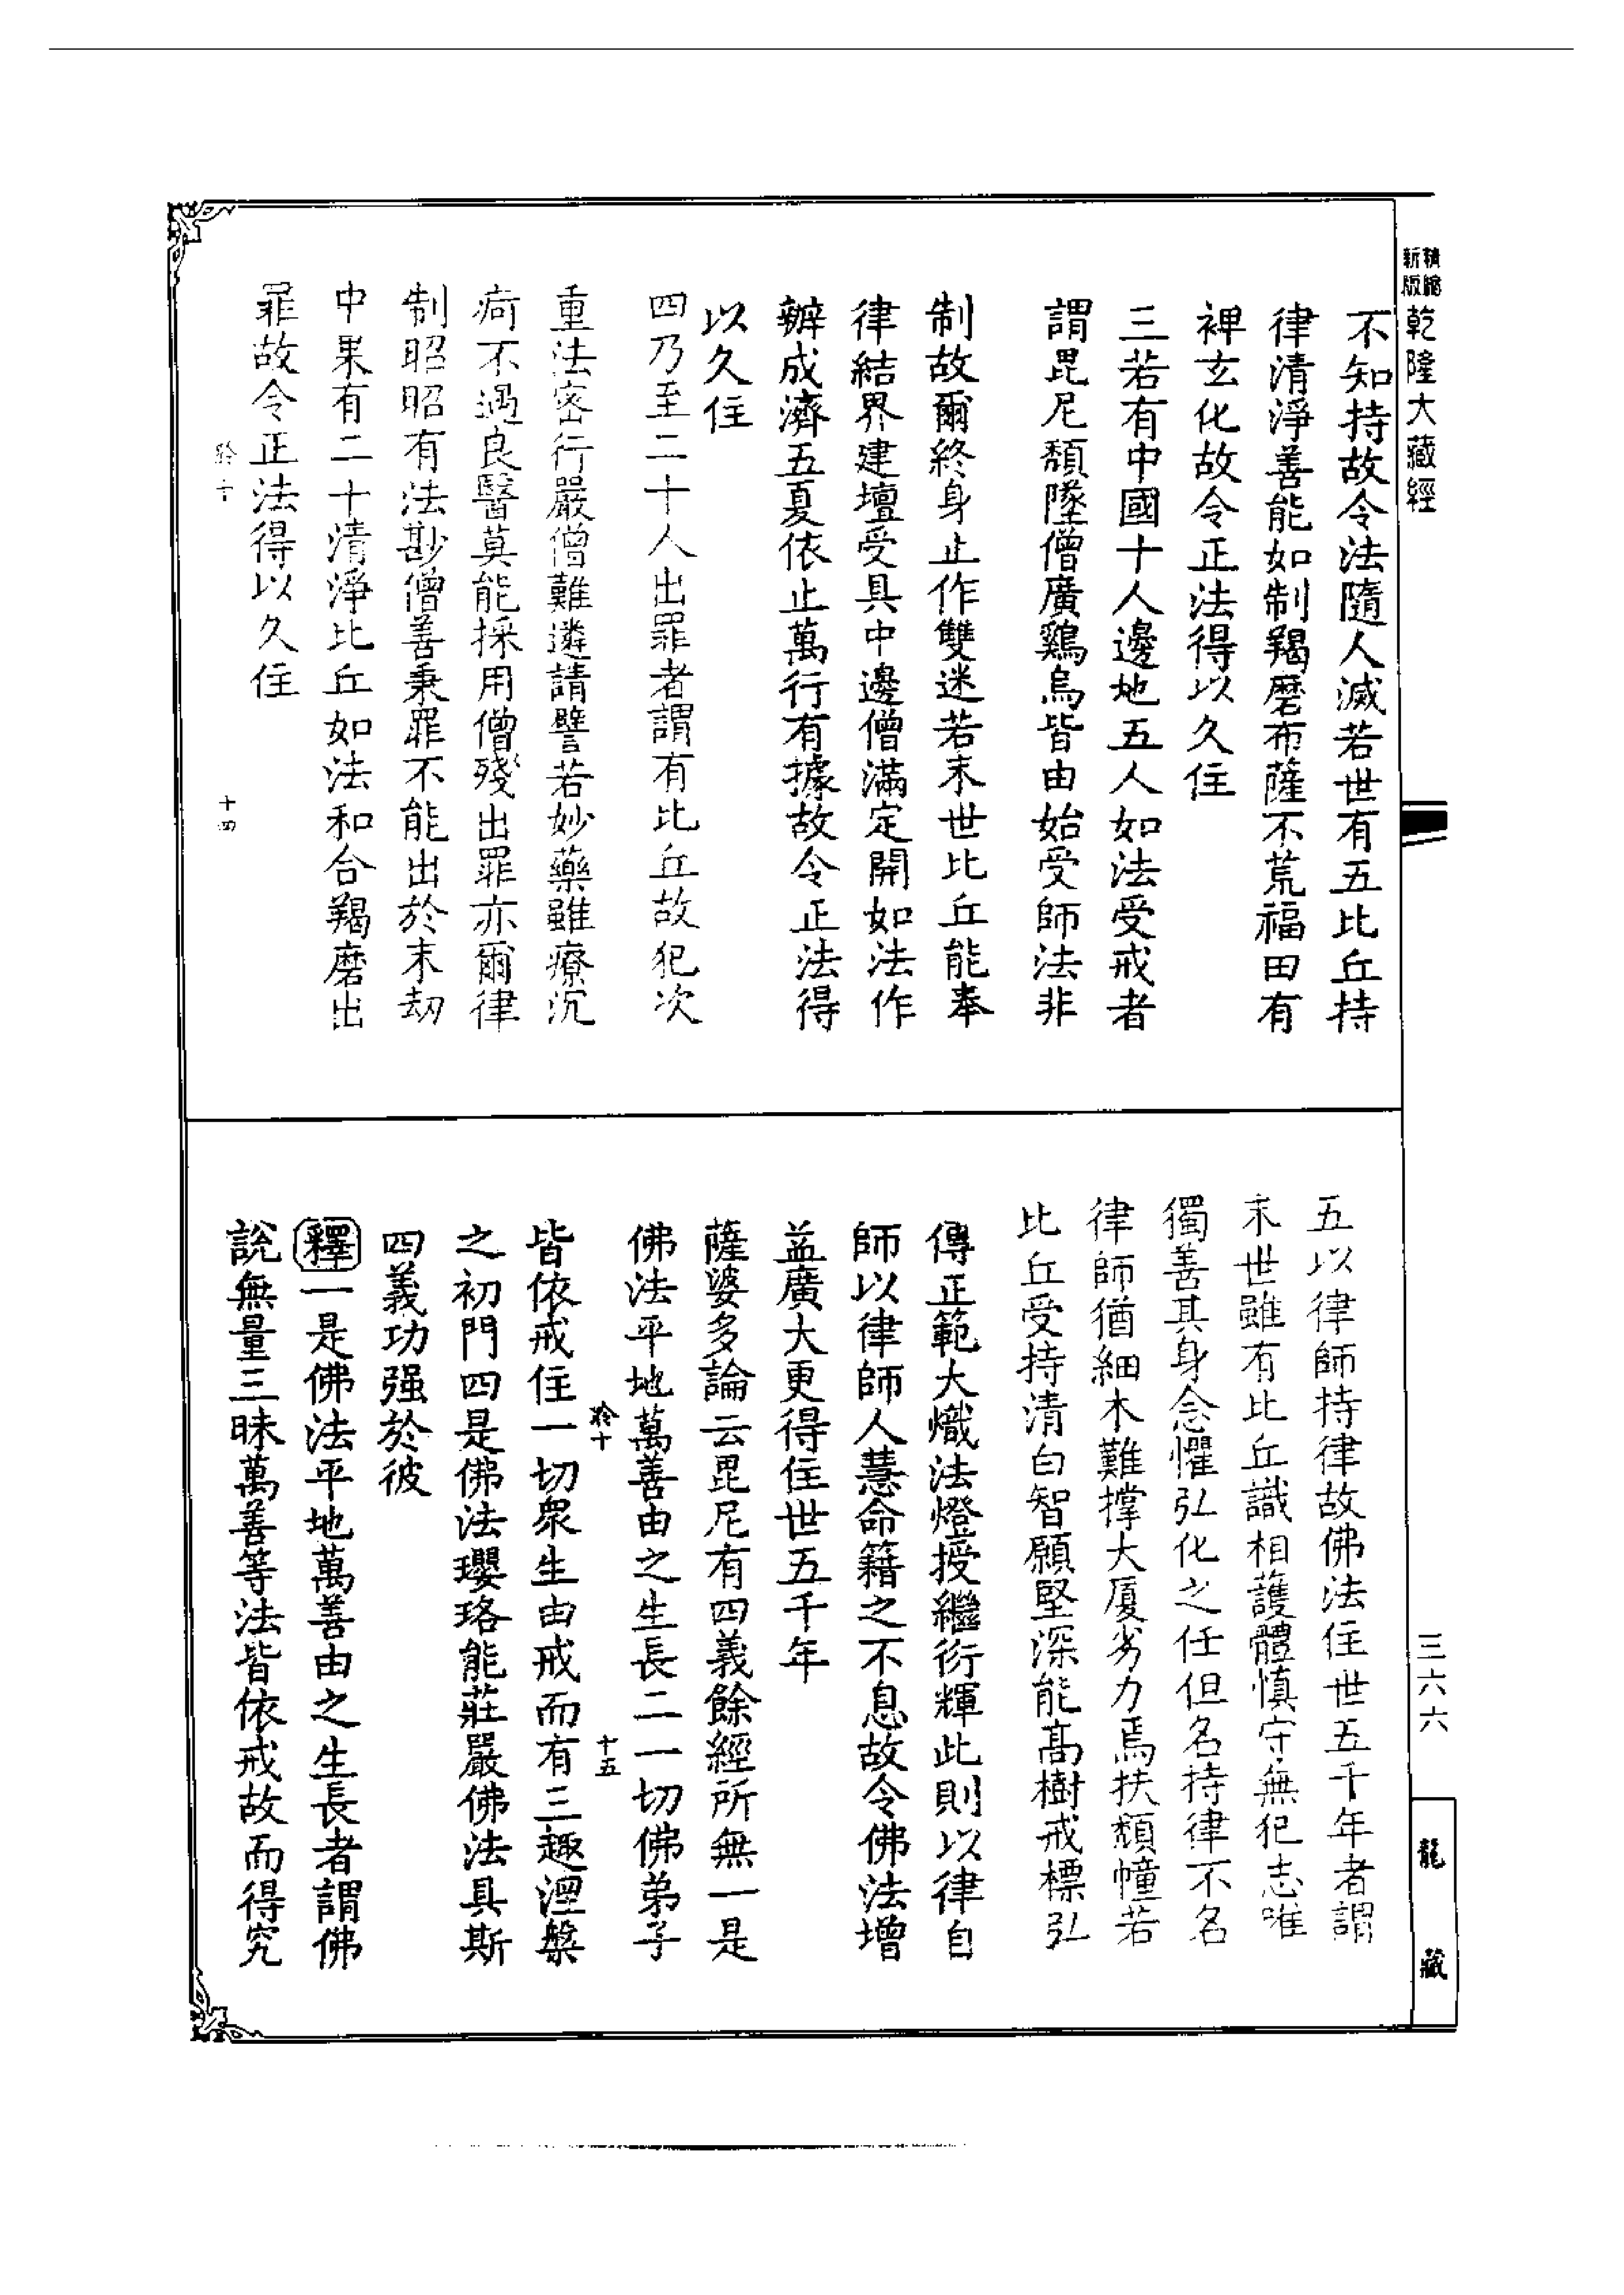 精縮
新版
乾隆大藏經
不知持故令法隨人滅若世有五比丘持
律清淨善能如制羯磨布薩不荒福田有
裨玄化故令正法得以久住
三若有中國十人邊地五人如法受戒者
謂毘尼頹墜僧廣鷄烏皆由始受師法非
制故爾終身止作雙迷若末世比丘能奉
律結界建壇受具中邊僧滿定開如法作
辦成濟五夏依止萬行有據故令正法得
以久住
四乃至二十人出罪者謂有比丘故犯次
重法密行嚴僧難遴請譬若妙藥雖療沉
疴不遇良醫莫能採用僧殘出罪亦爾律
制昭昭有法尠僧善秉罪不能出於末劫
中果有二十清淨比丘如法和合羯磨出
罪故令正法得以久住
十四
五以律師持律故佛法住世五千年者謂
末世雖有比丘識相護體慎守無犯志唯
獨善其身念懼弘化之任但名持律不名
律師猶細木難撐大厦劣力焉扶頹幢若
比丘受持清白智願堅深能高樹戒標弘
傳正範大熾法燈授繼衍輝此則以律自
師以律師人慧命籍之不息故令佛法增
益廣大更得住世五千年
薩婆多論云毘尼有四義餘經所無一是
佛法平地萬善由之生長二一切佛弟子
十五
皆依戒住一切衆生由戒而有三趣涅槃
之初門四是佛法瓔珞能莊嚴佛法具斯
四義功强於彼
釋一是佛法平地萬善由之生長者謂佛
說無量三昧萬善等法皆依戒故而得究
三六六
龍藏